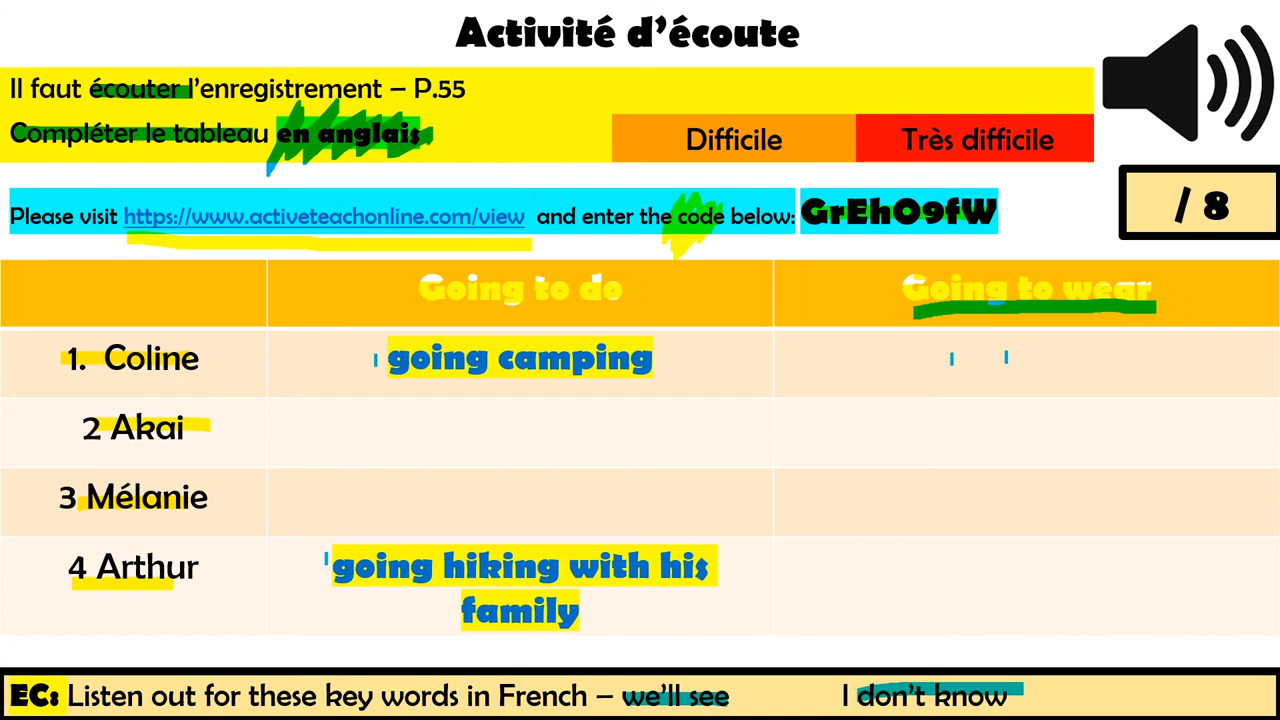 Activité d'écoute
Il faut écouter l'enregistrement – P.55
Compléter le tableau en anglais
Difficile
Très difficile
/ 8
Please visit https://www.activeteachonline.com/view and enter the code below: GrEhO9fW
Going to do
Going to wear
1. Coline
going camping
2 Akai
3 Mélanie
4 Arthur
going hiking with his
family
EC: Listen out for these key words in French – we'll see I don't know